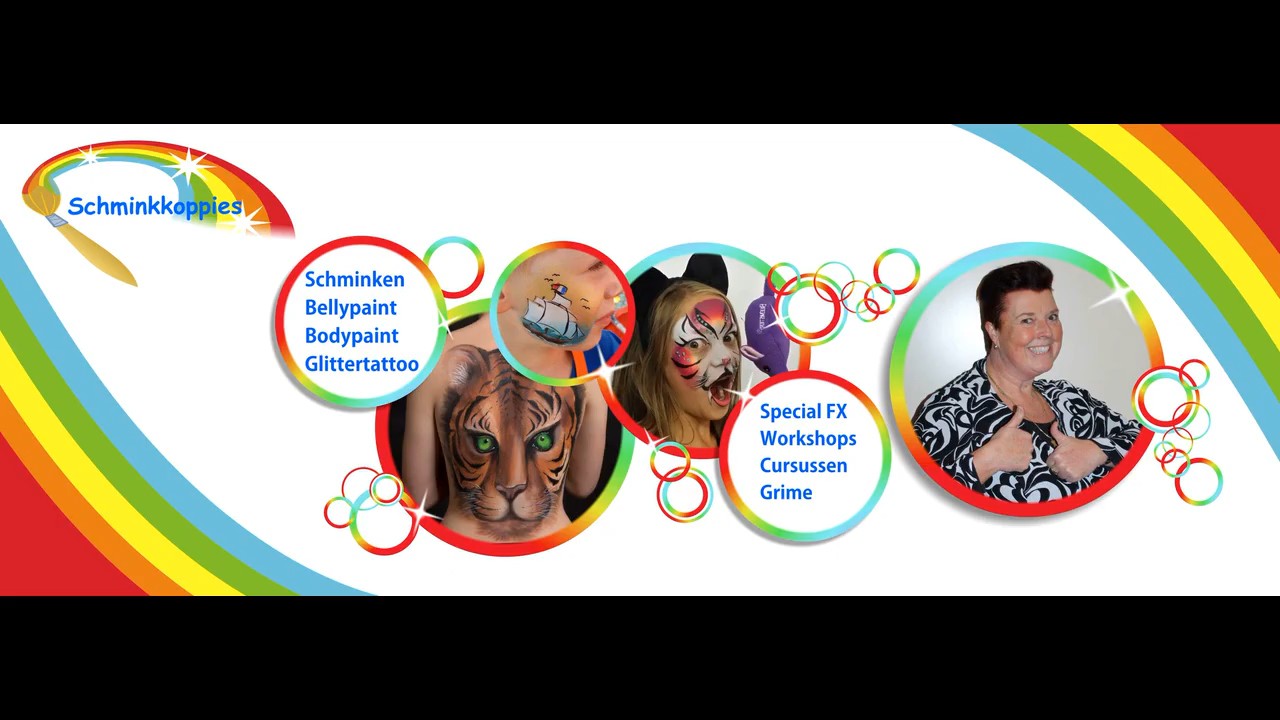 Schminkkoppies
Schminken
Bellypaint
Bodypaint
Glittertattoo
Special FX
Workshops
Cursussen
Grime